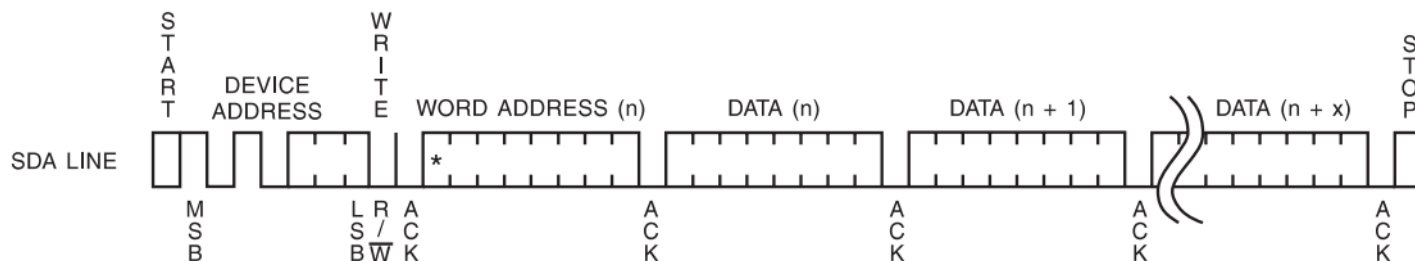 START
WRITE
STOP
DEVICE
ADDRESS
WORD ADDRESS (n)
DATA (n)
DATA (n + 1)
DATA (n + x)
SDA LINE
*
MSB
LSB
R/W
ACK
ACK
ACK
ACK
ACK